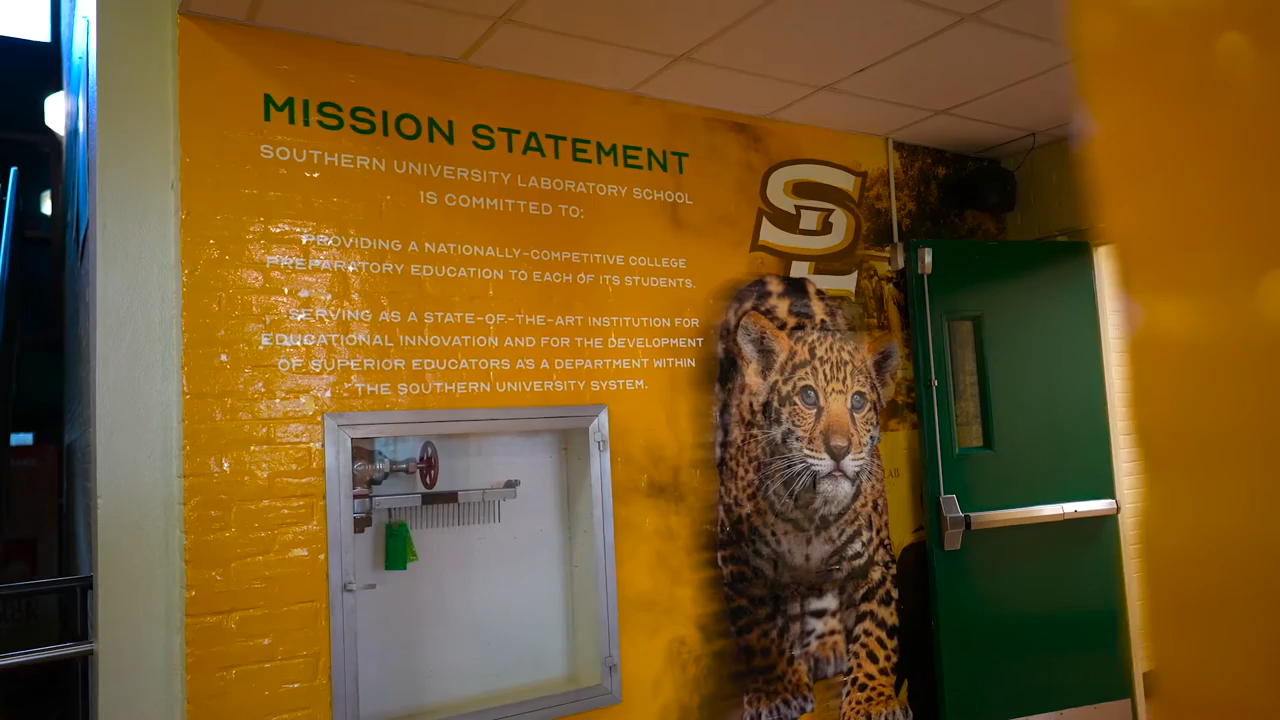 MISSION STATEMENT
SOUTHERN UNIVERSITY LABORATORY SCHOOL
IS COMMITTED TO:
PROVIDING A NATIONALLY-COMPETITIVE COLLEGE
PREPARATORY EDUCATION TO EACH OF ITS STUDENTS.
SERVING AS A STATE-OF-THE-ART INSTITUTION FOR
EDUCATIONAL INNOVATION AND FOR THE DEVELOPMENT
OF SUPERIOR EDUCATORS AS A DEPARTMENT WITHIN
THE SOUTHERN UNIVERSITY SYSTEM.
SL
LAB